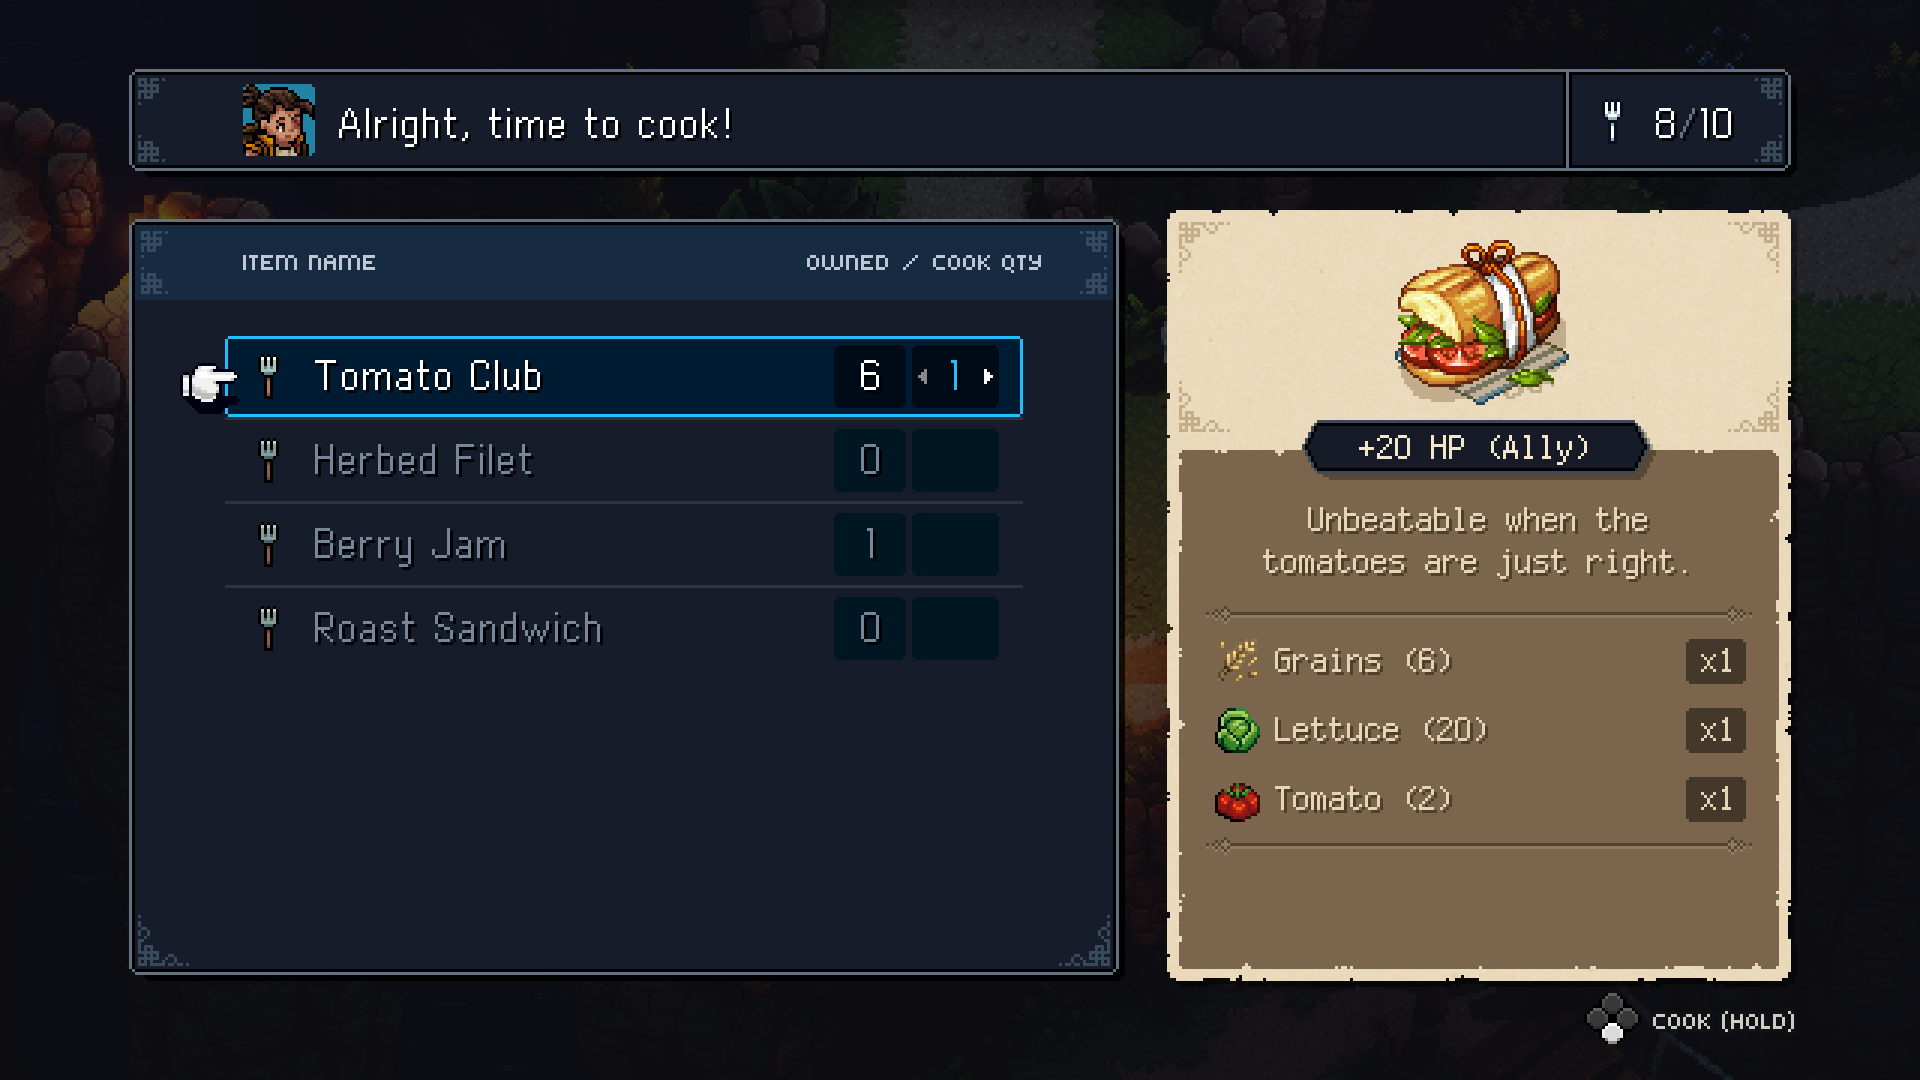 Alright, time to cook!
8/10
ITEM NAME
OWNED / COOK QTY
Tomato Club 6 1
Herbed Filet 0
Berry Jam 1
Roast Sandwich 0
+20 HP (Ally)
Unbeatable when the
tomatoes are just right.
Grains (6) x1
Lettuce (20) x1
Tomato (2) x1
COOK (HOLD)